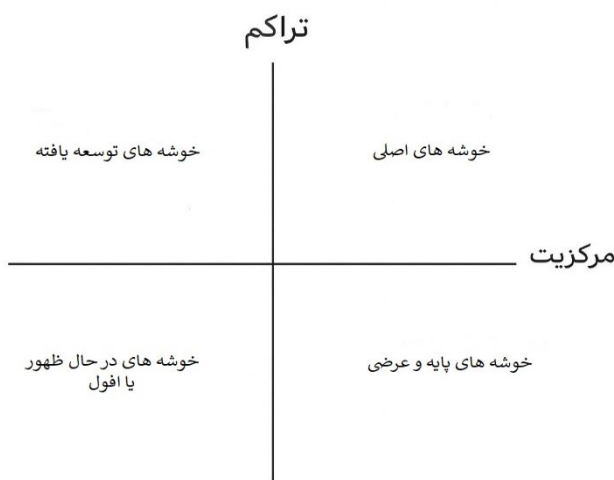 تراکم
خوشه های اصلی
خوشه های توسعه یافته
مرکزیت
خوشه های پایه و عرضی
خوشه های در حال ظهور
یا افول